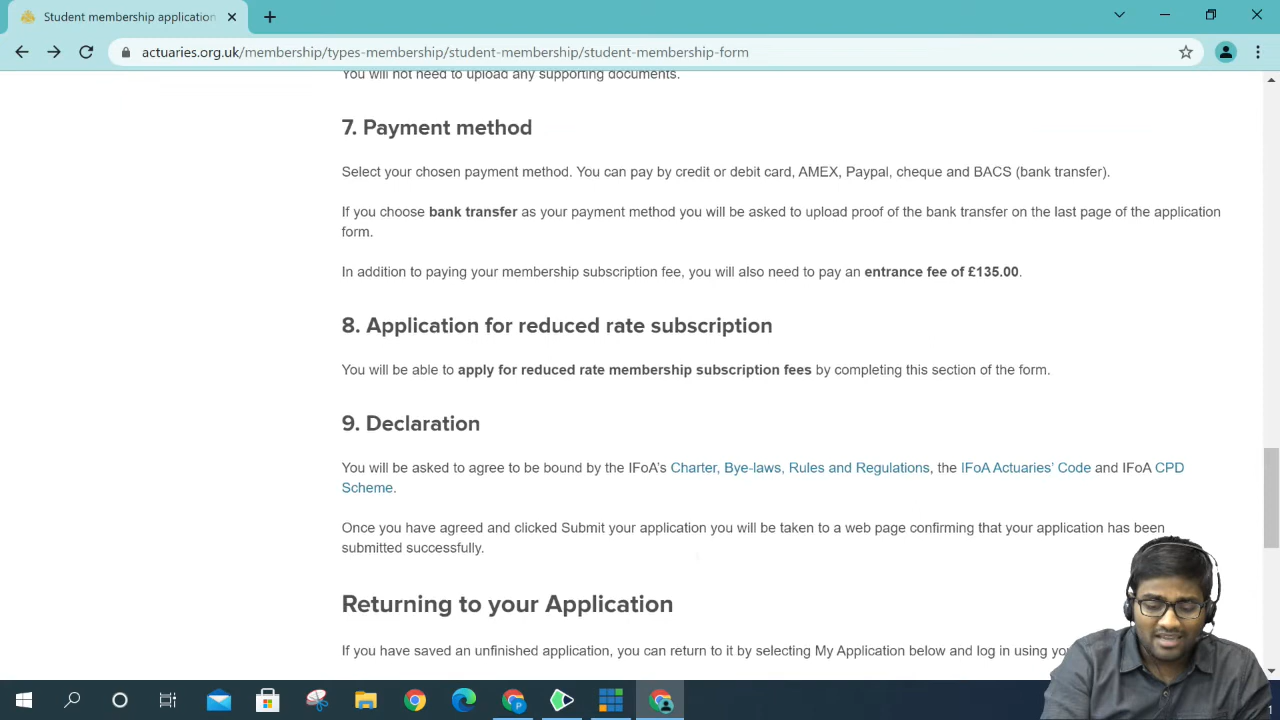 Student Membership application
actuaries.org.uk/membership/types-membership/student-membership/student-membership-form
You will not need to upload any supporting documents.
7. Payment method
Select your chosen payment method. You can pay by credit or debit card, AMEX, Paypal, cheque and BACS (bank transfer).
If you choose bank transfer as your payment method you will be asked to upload proof of the bank transfer on the last page of the application
form.
In addition to paying your membership subscription fee, you will also need to pay an entrance fee of £135.00.
8. Application for reduced rate subscription
You will be able to apply for reduced rate membership subscription fees by completing this section of the form.
9. Declaration
You will be asked to agree to be bound by the IFoA's Charter, Bye-laws, Rules and Regulations, the IFoA Actuaries' Code and IFoA CPD
Scheme.
Once you have agreed and clicked Submit your application you will be taken to a web page confirming that your application has been
submitted successfully.
Returning to your Application
If you have saved an unfinished application, you can return to it by selecting My Application below and log in using